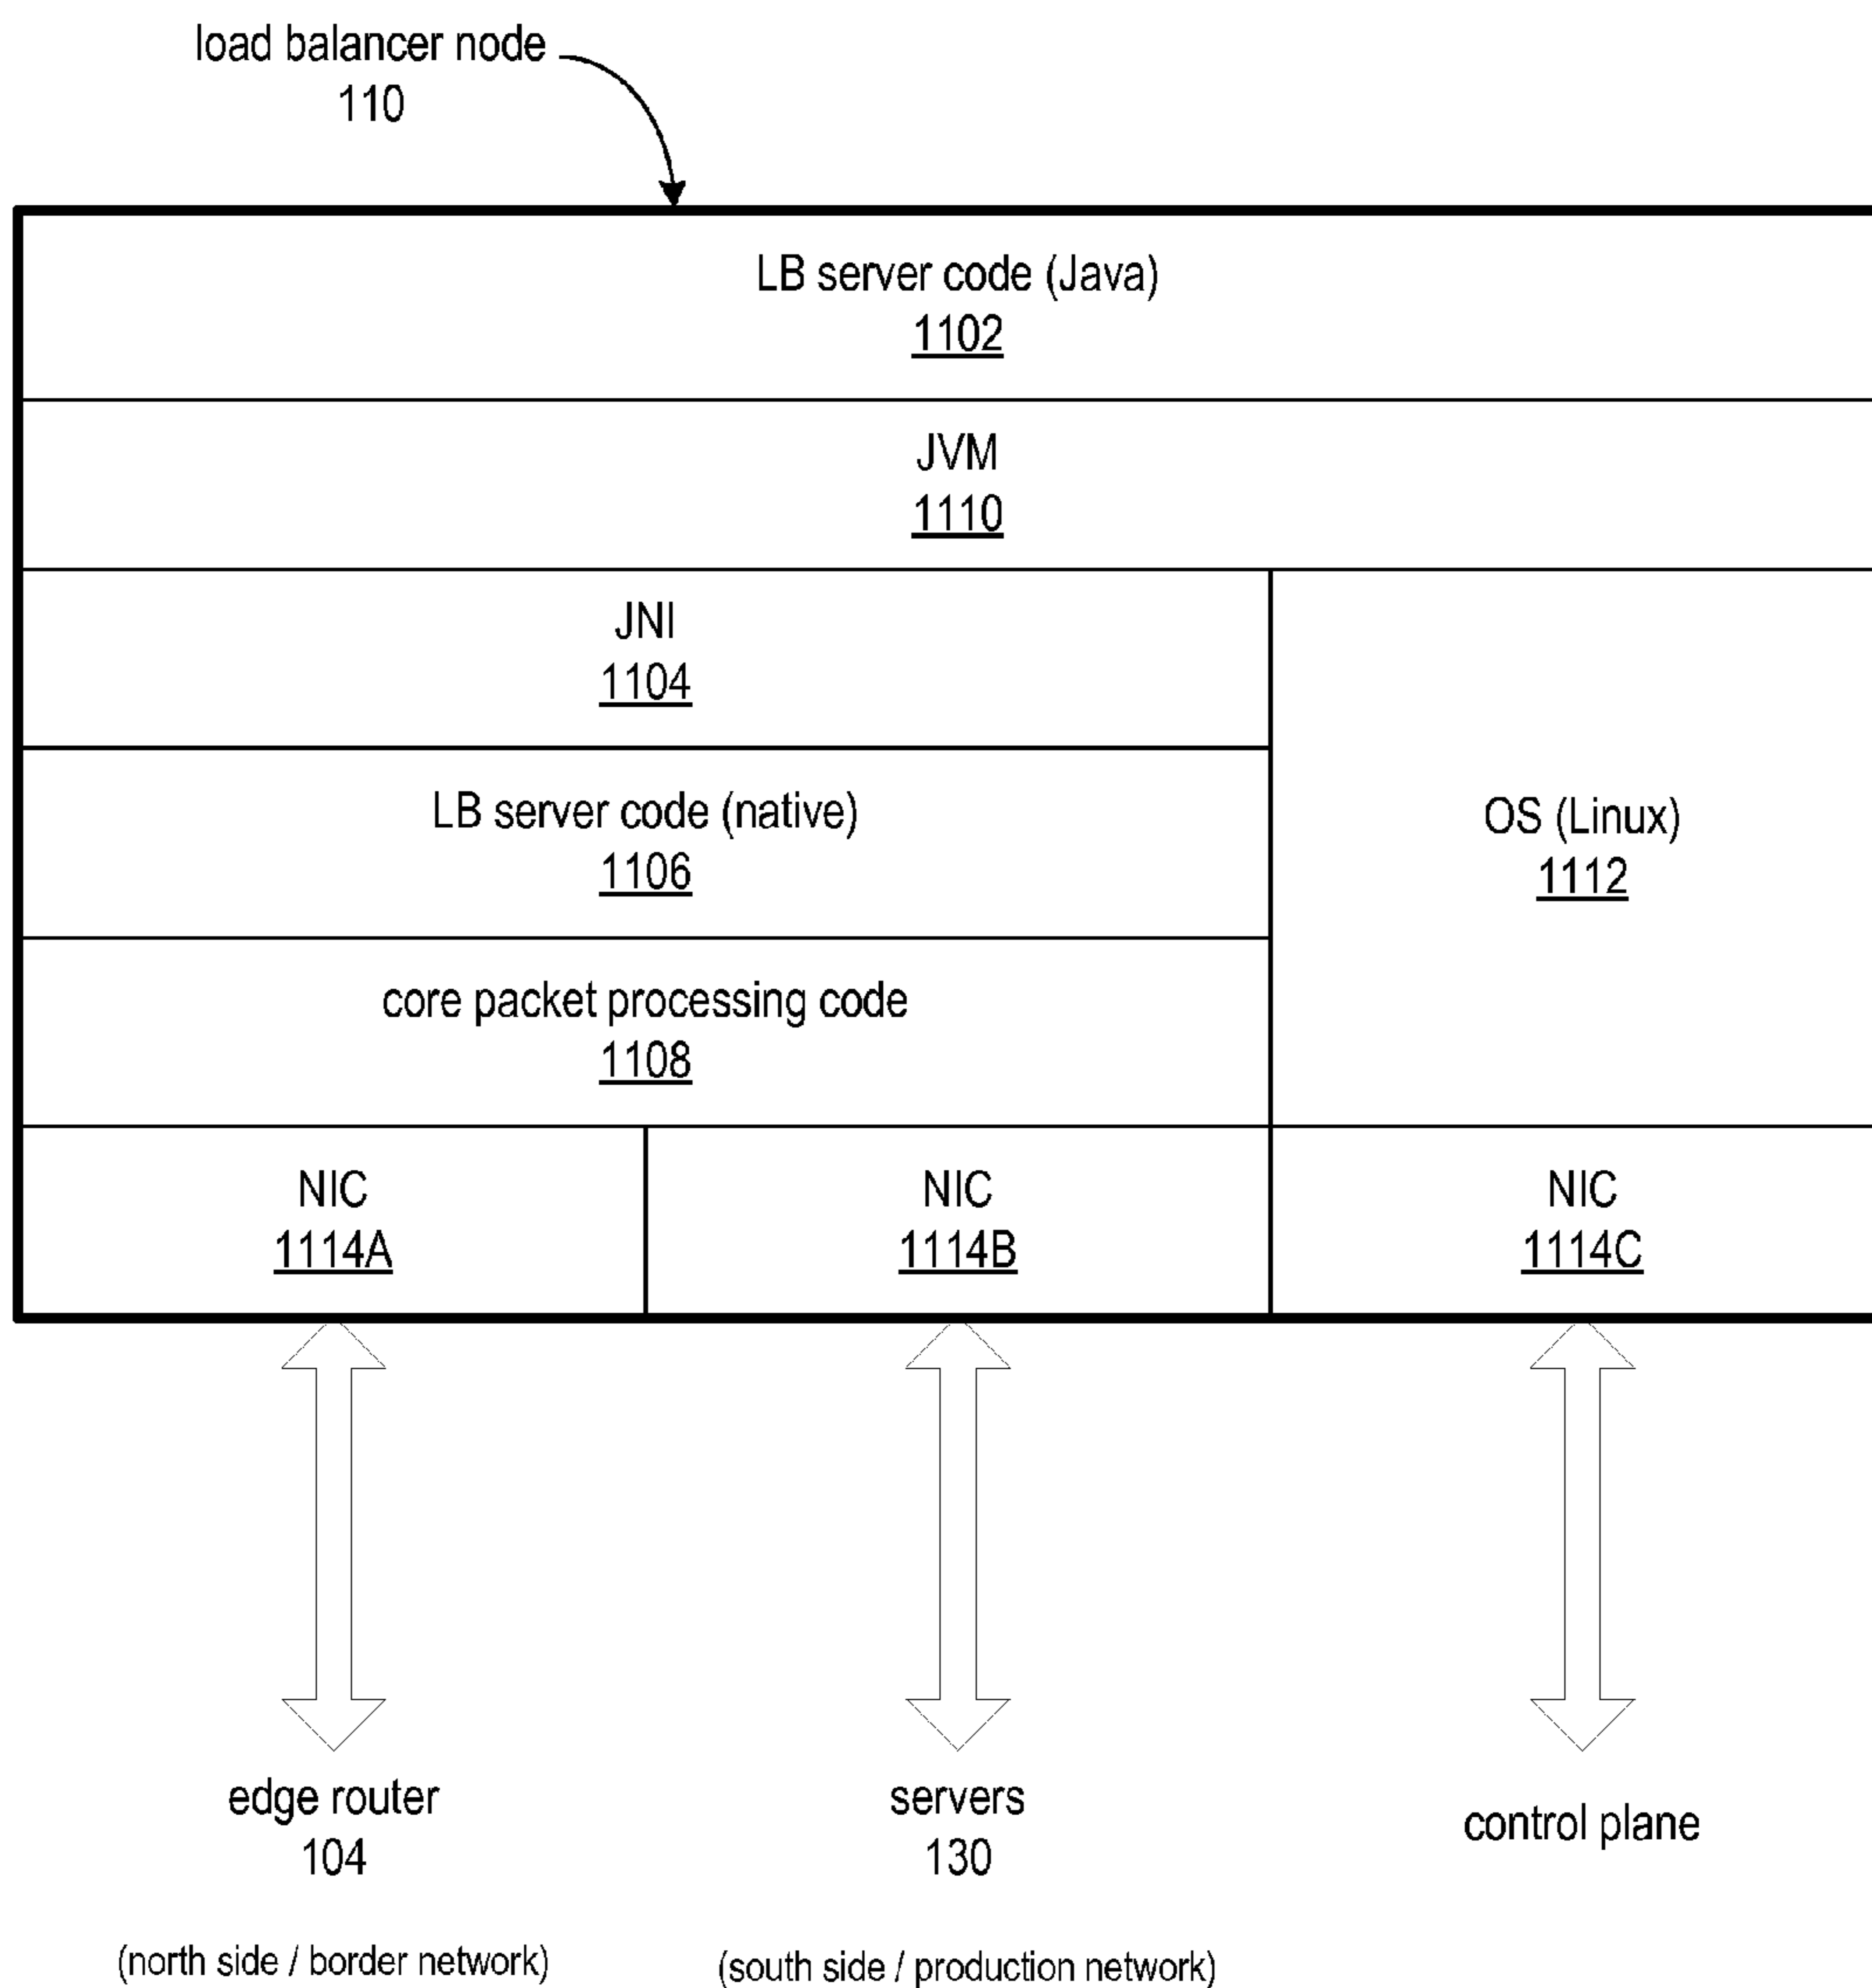 load balancer node
110
LB server code (Java)
1102
JVM
1110
JNI
1104
LB server code (native)
1106
OS (Linux)
1112
core packet processing code
1108
NIC
1114A
NIC
1114B
NIC
1114C
edge router
104
servers
130
control plane
(north side / border network)
(south side / production network)